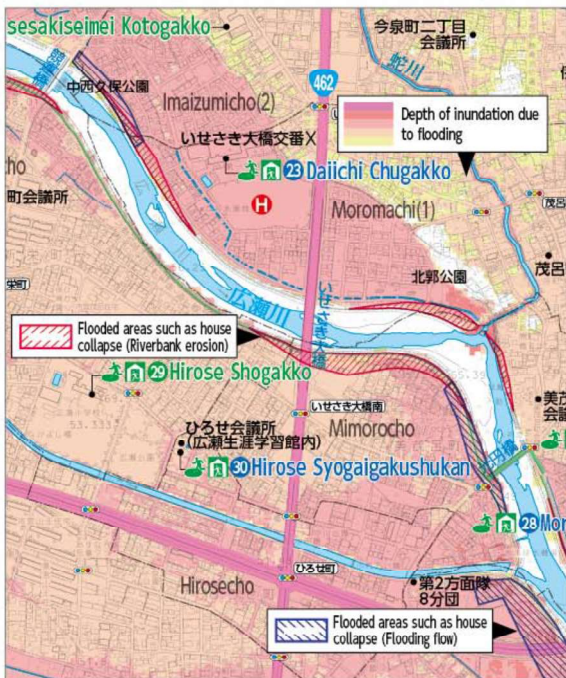 sesakiseimei Kotogakko
今泉町二丁目
会議所
蛇川
中西久保公園
Imaizumicho(2)
462
Depth of inundation due
to flooding
いせさき大橋交番X
23 Daiichi Chugakko
町会議所
H
Moromachi(1)
北郭公園
栄町
広瀬川
いせさき大橋
Flooded areas such as house
collapse (Riverbank erosion)
29 Hirose Shogakko
いせさき大橋南
ひろせ会議所
(広瀬生涯学習館内)
Mimorocho
30 Hirose Syogaigakushukan
28 Mor
ひろせ町
Hirosecho
第2方面隊
8分団
Flooded areas such as house
collapse (Flooding flow)